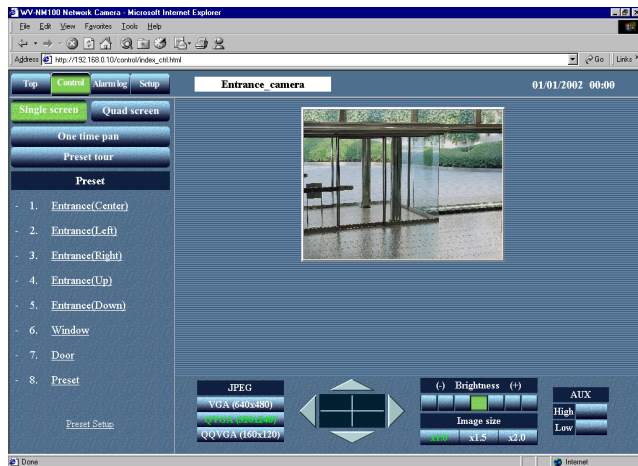 WV-NM100 Network Camera - Microsoft Internet Explorer
File Edit View Favorites Tools Help
Address http://192.168.0.10/control/index_ctrl.html Go Links
Top Control Alarm log Setup Entrance_camera 01/01/2002 00:00
Single screen Quad screen
One time pan
Preset tour
Preset
- 1. Entrance(Center)
- 2. Entrance(Left)
- 3. Entrance(Right)
- 4. Entrance(Up)
- 5. Entrance(Down)
- 6. Window
- 7. Door
- 8. Preset
Preset Setup
JPEG
VGA (640x480)
QVGA (320x240)
QQVGA (160x120)
(-) Brightness (+)
Image size
x1.0 x1.5 x2.0
AUX
High
Low
Done Internet